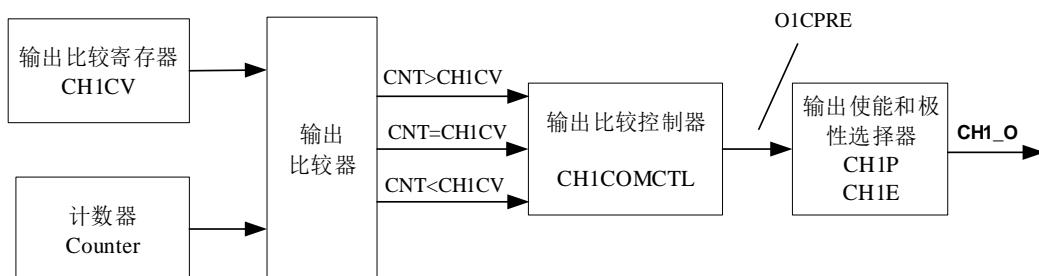 O1CPRE
输出比较寄存器
CH1CV
计数器
Counter
输出
比较器
CNT>CH1CV
CNT=CH1CV
CNT<CH1CV
输出比较控制器
CH1COMCTL
输出使能和极
性选择器
CH1P
CH1E
CH1_O